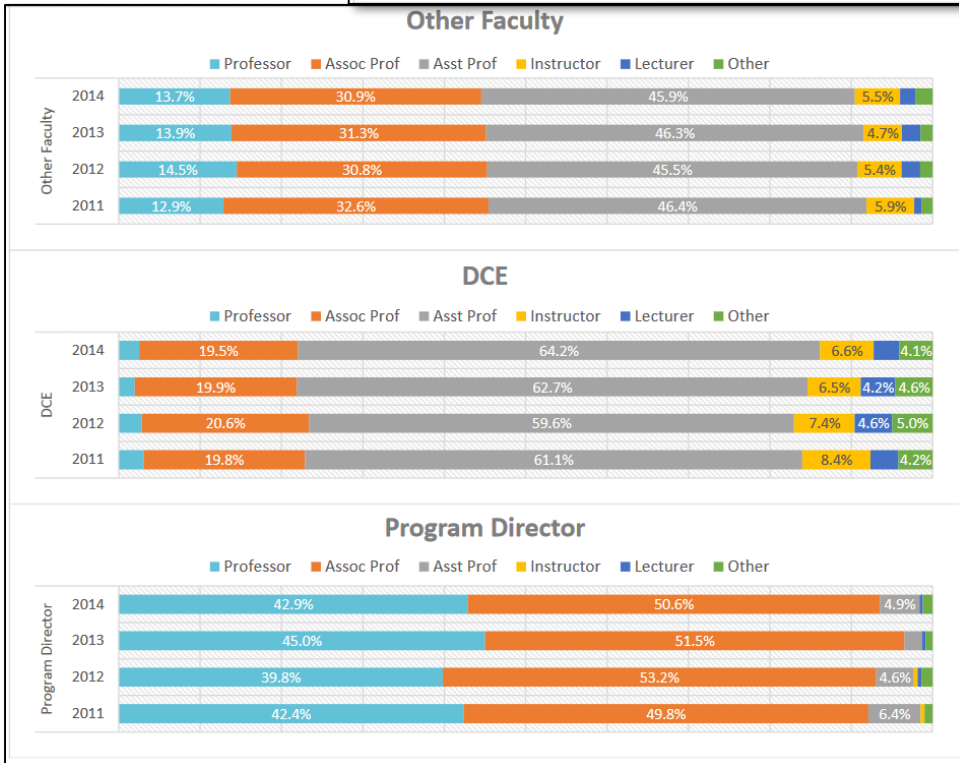 Other Faculty
Professor Assoc Prof Asst Prof Instructor Lecturer Other
Other Faculty
2014 13.7% 30.9% 45.9% 5.5%
2013 13.9% 31.3% 46.3% 4.7%
2012 14.5% 30.8% 45.5% 5.4%
2011 12.9% 32.6% 46.4% 5.9%
DCE
Professor Assoc Prof Asst Prof Instructor Lecturer Other
DCE
2014 19.5% 64.2% 6.6% 4.1%
2013 19.9% 62.7% 6.5% 4.2% 4.6%
2012 20.6% 59.6% 7.4% 4.6% 5.0%
2011 19.8% 61.1% 8.4% 4.2%
Program Director
Professor Assoc Prof Asst Prof Instructor Lecturer Other
Program Director
2014 42.9% 50.6% 4.9%
2013 45.0% 51.5%
2012 39.8% 53.2% 4.6%
2011 42.4% 49.8% 6.4%